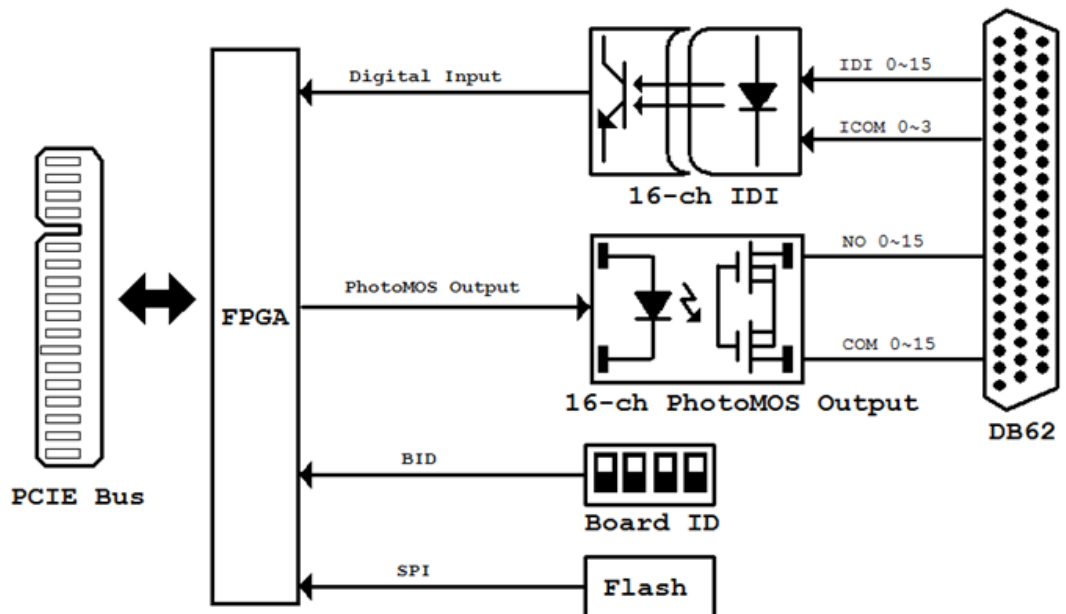 IDI 0~15
Digital Input
ICOM 0~3
16-ch IDI
NO 0~15
PhotoMOS Output
FPGA
COM 0~15
16-ch PhotoMOS Output
DB62
BID
PCIE Bus
Board ID
SPI
Flash